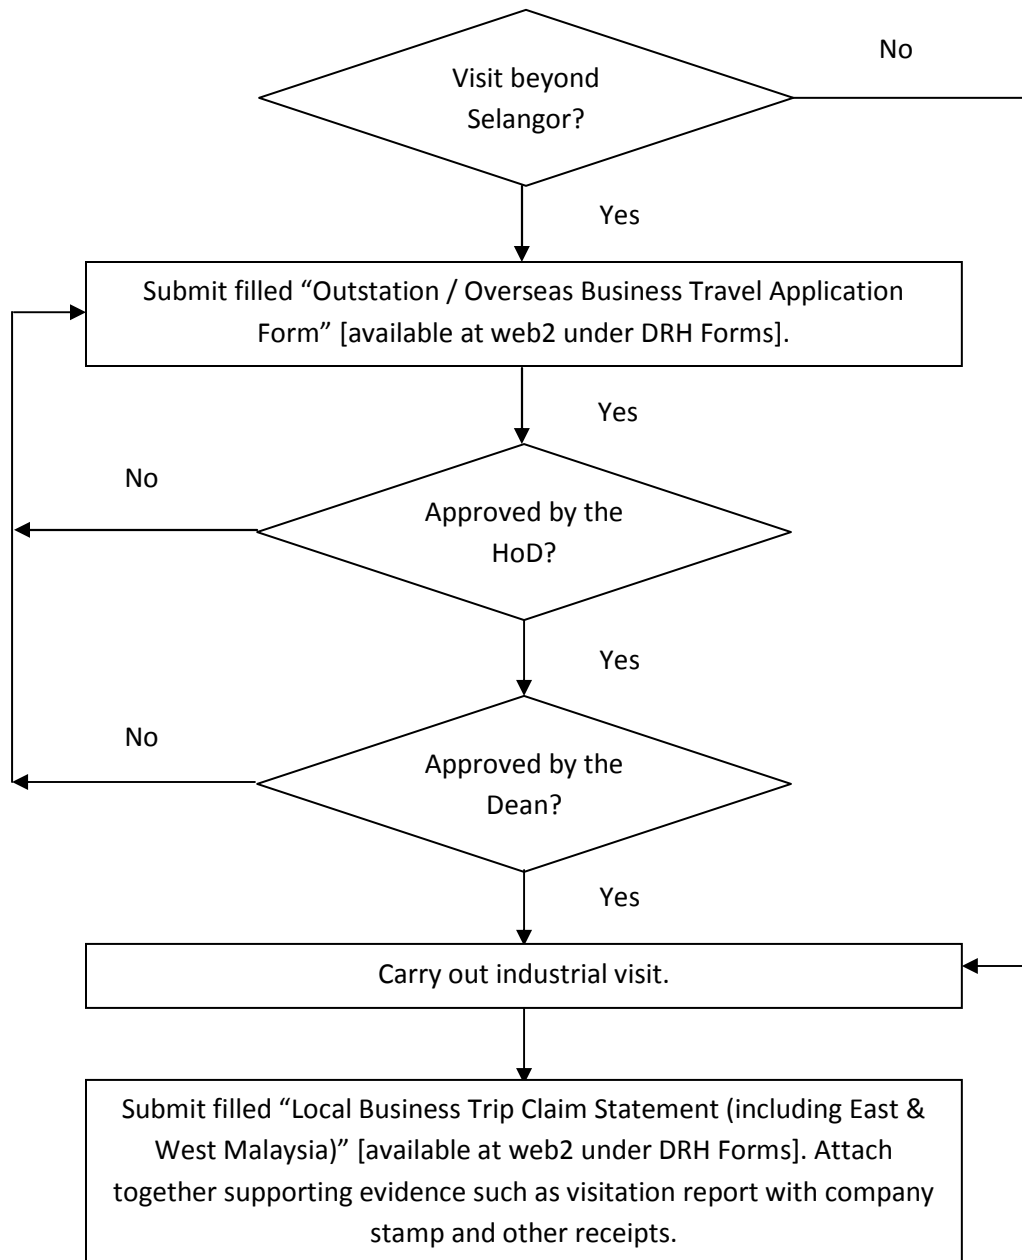 No
Visit beyond
Selangor?
Yes
Submit filled “Outstation / Overseas Business Travel Application
Form” [available at web2 under DRH Forms].
Yes
No
Approved by the
HoD?
Yes
No
Approved by the
Dean?
Yes
Carry out industrial visit.
Submit filled “Local Business Trip Claim Statement (including East &
West Malaysia)” [available at web2 under DRH Forms]. Attach
together supporting evidence such as visitation report with company
stamp and other receipts.